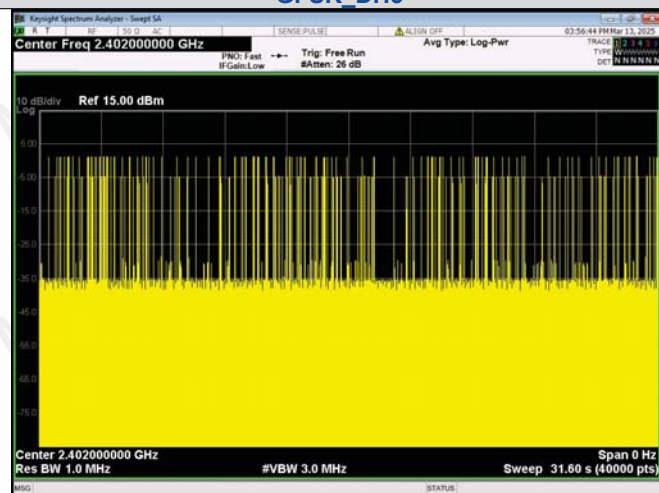 Keysight Spectrum Analyzer - Swept SA
R T RF 50 Ω AC SENSE:PULSE ALIGN OFF 03:56:44 PM Mar 13, 2025
Center Freq 2.402000000 GHz
PNO: Fast
IFGain:Low
Trig: Free Run
#Atten: 26 dB
Avg Type: Log-Pwr
TRACE 1 2 3 4 5 6
TYPE
DET N N N N N N
10 dB/div Ref 15.00 dBm
Log
5.00
-5.00
-15.0
-25.0
-35.0
-45.0
-55.0
-65.0
-75.0
Center 2.402000000 GHz Span 0 Hz
Res BW 1.0 MHz #VBW 3.0 MHz Sweep 31.60 s (40000 pts)
MSG STATUS